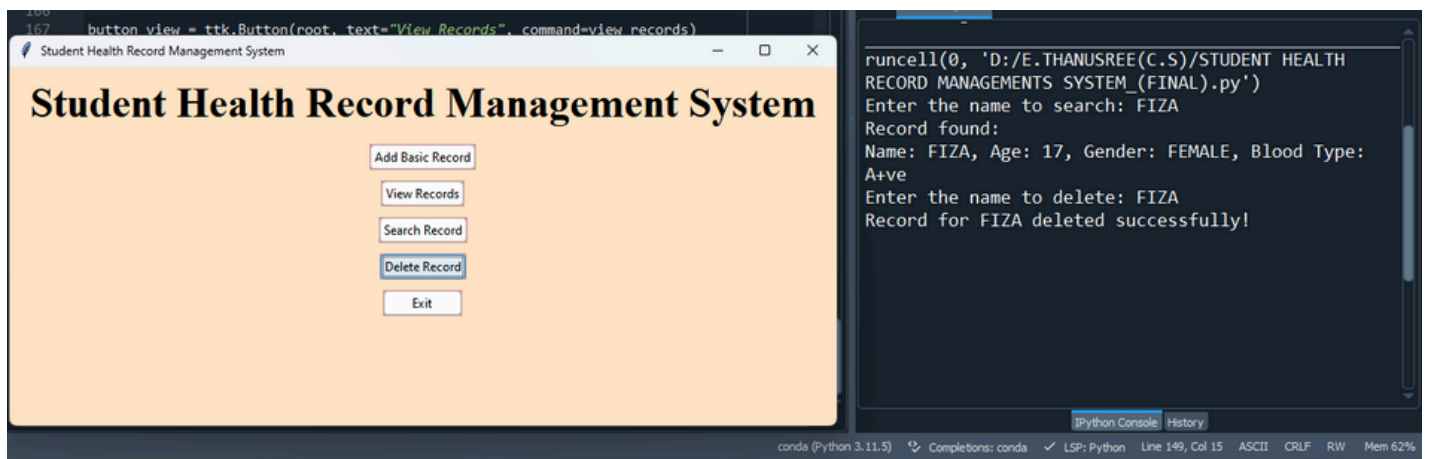 166
167 button_view = ttk.Button(root, text="View Records", command=view_records)
Student Health Record Management System
Student Health Record Management System
Add Basic Record
View Records
Search Record
Delete Record
Exit
runcell(0, 'D:/E.THANUSREE(C.S)/STUDENT HEALTH
RECORD MANAGEMENTS SYSTEM_(FINAL).py')
Enter the name to search: FIZA
Record found:
Name: FIZA, Age: 17, Gender: FEMALE, Blood Type:
A+ve
Enter the name to delete: FIZA
Record for FIZA deleted successfully!
IPython Console History
conda (Python 3.11.5) Completions: conda ✓ LSP: Python Line 149, Col 15 ASCII CRLF RW Mem 62%